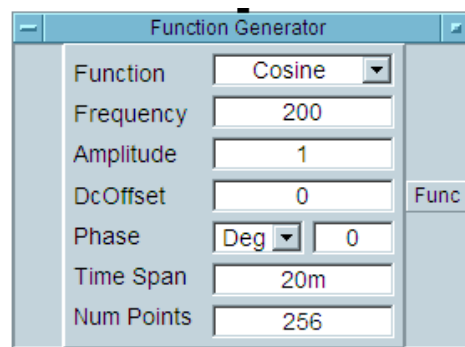 Function Generator
Function Cosine
Frequency 200
Amplitude 1
DcOffset 0
Func
Phase Deg 0
Time Span 20m
Num Points 256